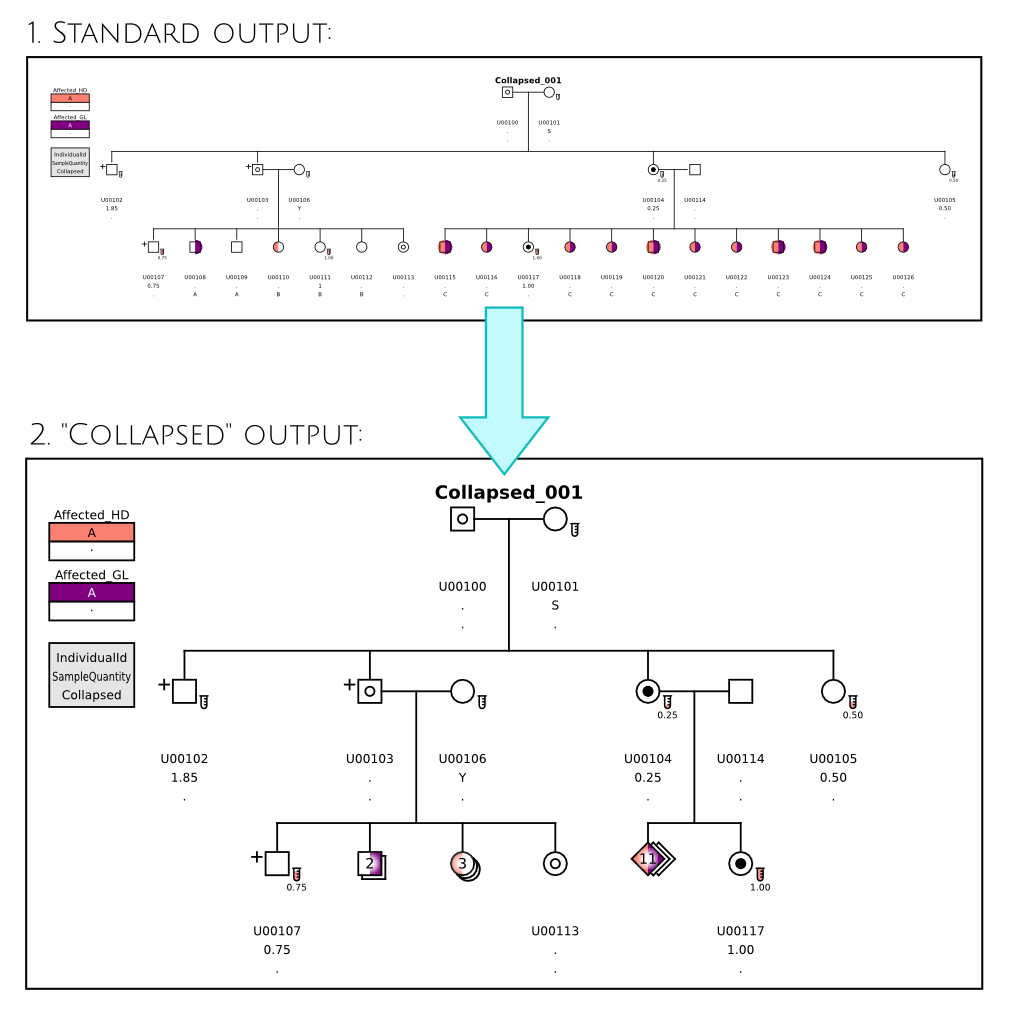 1. Standard output:
Collapsed_001
Affected_HD
A
.
Affected_GL
A
.
IndividualId
SampleQuantity
Collapsed
U00100 U00101
. S
. .
0.25 0.50
U00102 U00103 U00106 U00104 U00114 U00105
1.85 . Y 0.25 . 0.50
. . . . . .
0.75 1.00 1.00
U00107 U00108 U00109 U00110 U00111 U00112 U00113 U00115 U00116 U00117 U00118 U00119 U00120 U00121 U00122 U00123 U00124 U00125 U00126
0.75 . . . 1 . . . . 1.00 . . . . . . . . .
. A A B B B . C C . C C C C C C C C C
2. "Collapsed" output:
Collapsed_001
Affected_HD
A
.
Affected_GL
A
.
IndividualId
SampleQuantity
Collapsed
U00100 U00101
. S
. .
+ + 0.25 0.50
U00102 U00103 U00106 U00104 U00114 U00105
1.85 . Y 0.25 . 0.50
. . . . . .
+ 2 3 11
0.75 1.00
U00107 U00113 U00117
0.75 . 1.00
. . .